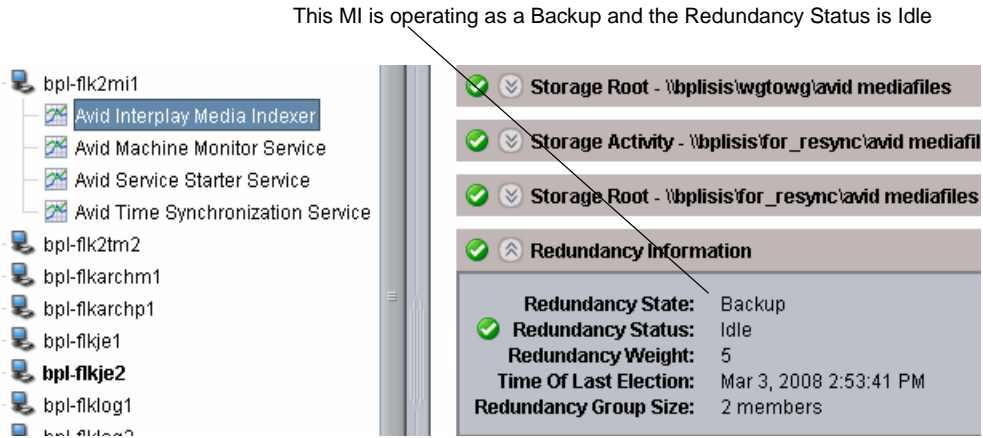 This MI is operating as a Backup and the Redundancy Status is Idle
bpl-flk2mi1
Avid Interplay Media Indexer
Avid Machine Monitor Service
Avid Service Starter Service
Avid Time Synchronization Service
bpl-flk2tm2
bpl-flkarchm1
bpl-flkarchp1
bpl-flkje1
bpl-flkje2
bpl-flklog1
bpl-flklog2
Storage Root - \\bplisis\wgtowg\avid mediafiles
Storage Activity - \\bplisis\for_resync\avid mediafil
Storage Root - \\bplisis\for_resync\avid mediafiles
Redundancy Information
Redundancy State: Backup
Redundancy Status: Idle
Redundancy Weight: 5
Time Of Last Election: Mar 3, 2008 2:53:41 PM
Redundancy Group Size: 2 members